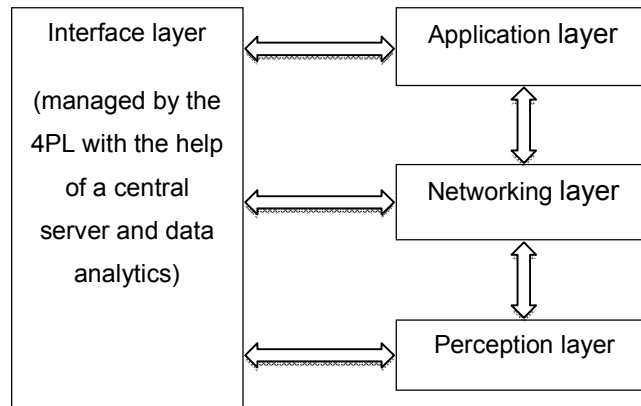 Interface layer
(managed by the
4PL with the help
of a central
server and data
analytics)
Application layer
Networking layer
Perception layer